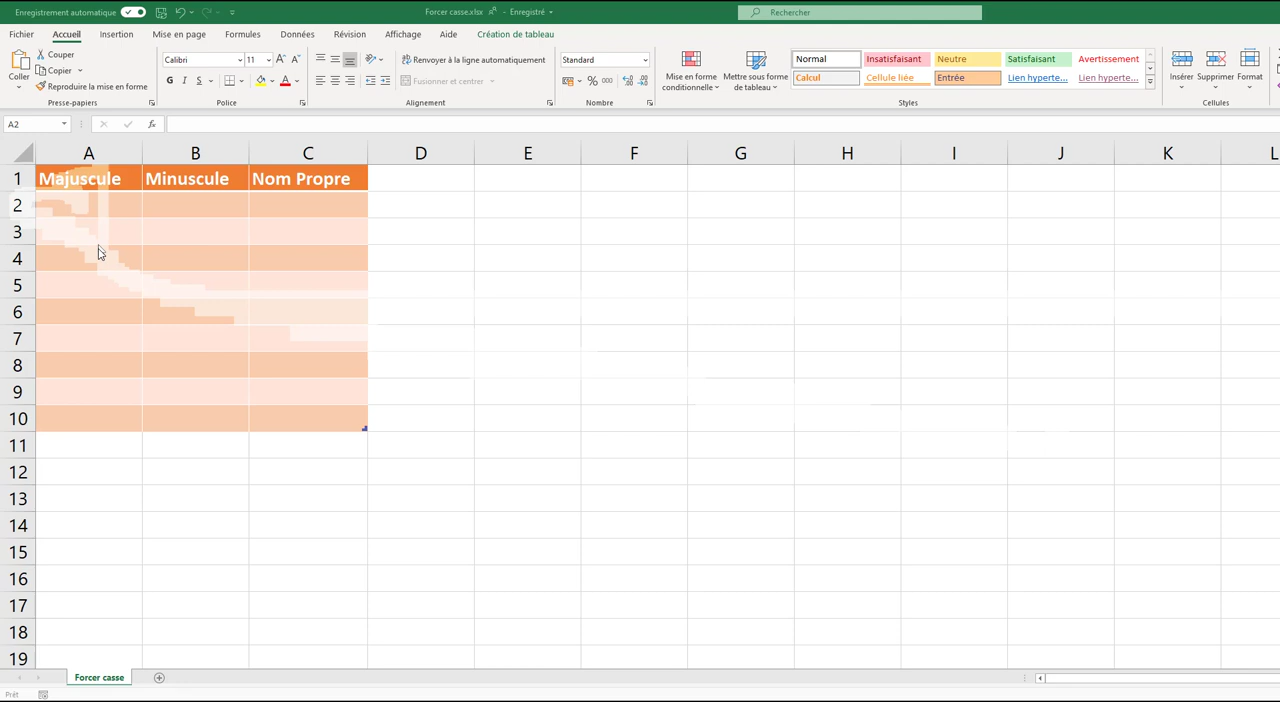 Enregistrement automatique
Forcer casse.xlsx - Enregistré
Rechercher
Fichier Accueil Insertion Mise en page Formules Données Révision Affichage Aide Création de tableau
Coller
Couper
Copier
Reproduire la mise en forme
Presse-papiers
Calibri 11
G I S
Police
Renvoyer à la ligne automatiquement
Fusionner et centrer
Alignement
Standard
% 000
Nombre
Mise en forme
conditionnelle
Mettre sous forme
de tableau
Normal Insatisfaisant Neutre Satisfaisant Avertissement
Calcul Cellule liée Entrée Lien hyperte... Lien hyperte...
Styles
Insérer Supprimer Format
Cellules
A2 fx
A B C D E F G H I J K L
1 Majuscule Minuscule Nom Propre
2
3
4
5
6
7
8
9
10
11
12
13
14
15
16
17
18
19
Forcer casse
Prêt